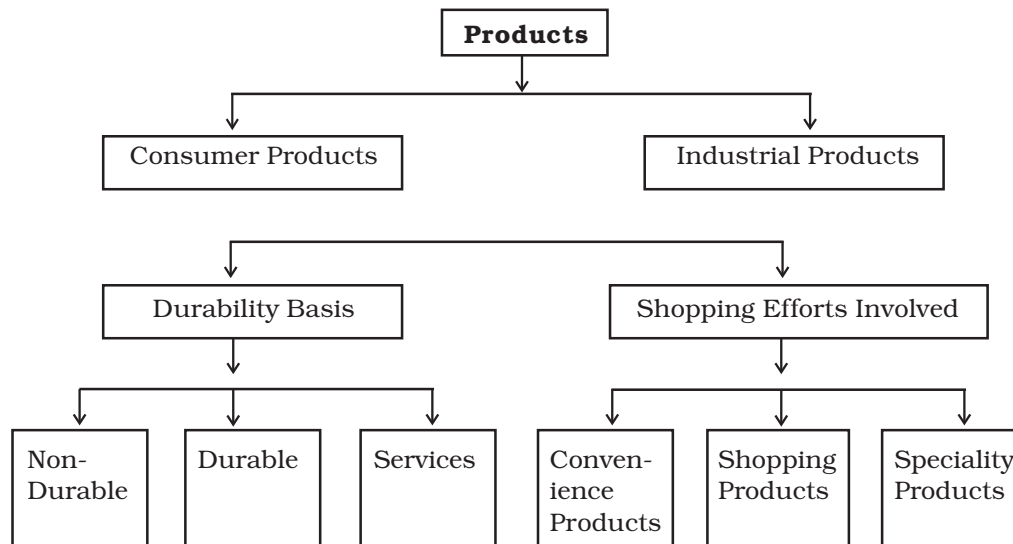 Products
Consumer Products
Industrial Products
Durability Basis
Shopping Efforts Involved
Non-
Durable
Durable
Services
Conven-
ience
Products
Shopping
Products
Speciality
Products